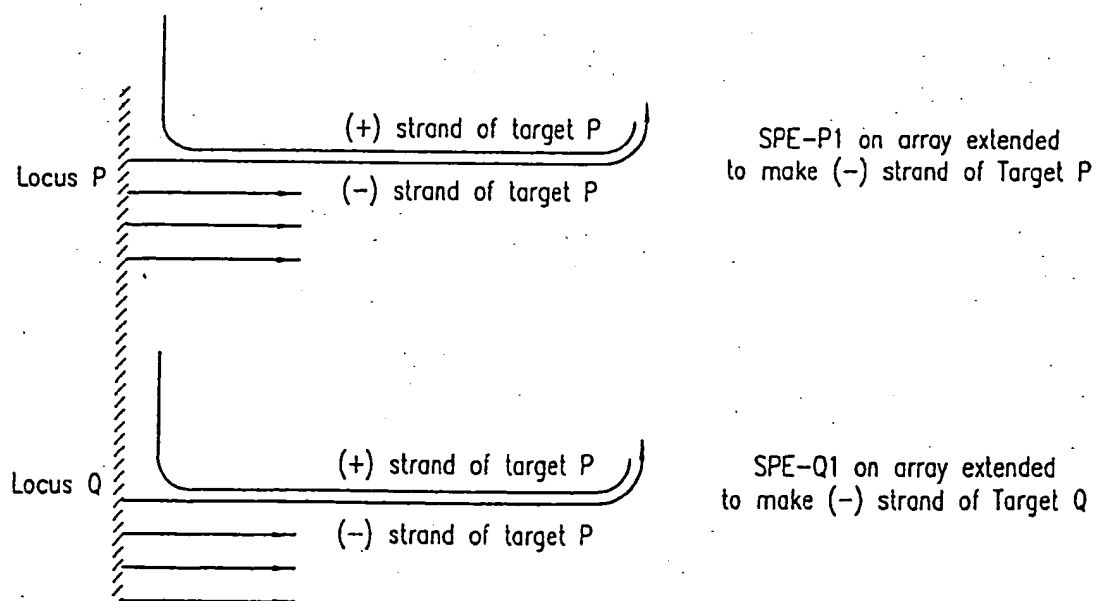 (+) strand of target P
SPE-P1 on array extended
to make (-) strand of Target P
Locus P
(-) strand of target P
(+) strand of target P
SPE-Q1 on array extended
to make (-) strand of Target Q
Locus Q
(-) strand of target P